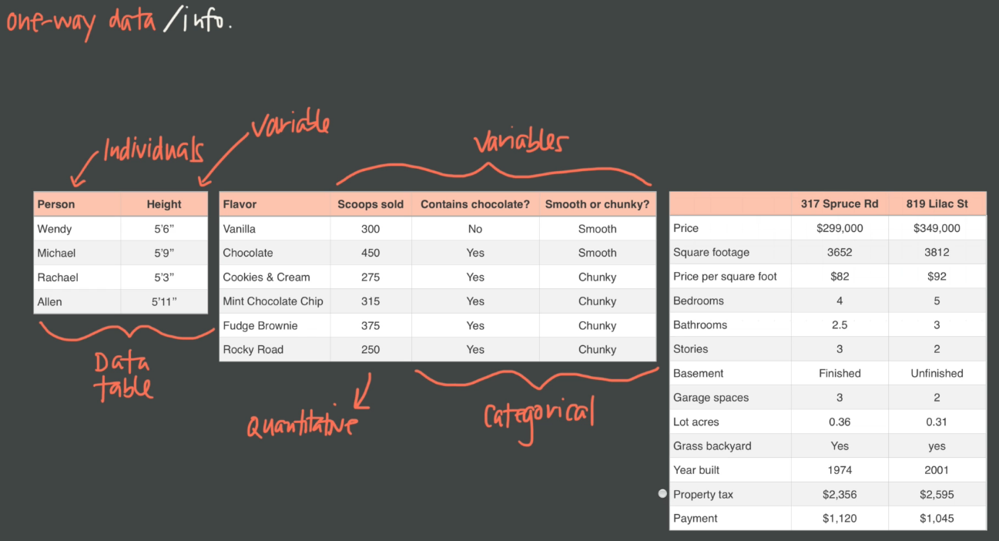 one-way data /info.
Individuals
Variable
Variables
Person Height
Wendy 5'6"
Michael 5'9"
Rachael 5'3"
Allen 5'11"
Data
table
Flavor Scoops sold Contains chocolate? Smooth or chunky?
Vanilla 300 No Smooth
Chocolate 450 Yes Smooth
Cookies & Cream 275 Yes Chunky
Mint Chocolate Chip 315 Yes Chunky
Fudge Brownie 375 Yes Chunky
Rocky Road 250 Yes Chunky
Quantitative
Categorical
317 Spruce Rd 819 Lilac St
Price $299,000 $349,000
Square footage 3652 3812
Price per square foot $82 $92
Bedrooms 4 5
Bathrooms 2.5 3
Stories 3 2
Basement Finished Unfinished
Garage spaces 3 2
Lot acres 0.36 0.31
Grass backyard Yes yes
Year built 1974 2001
Property tax $2,356 $2,595
Payment $1,120 $1,045